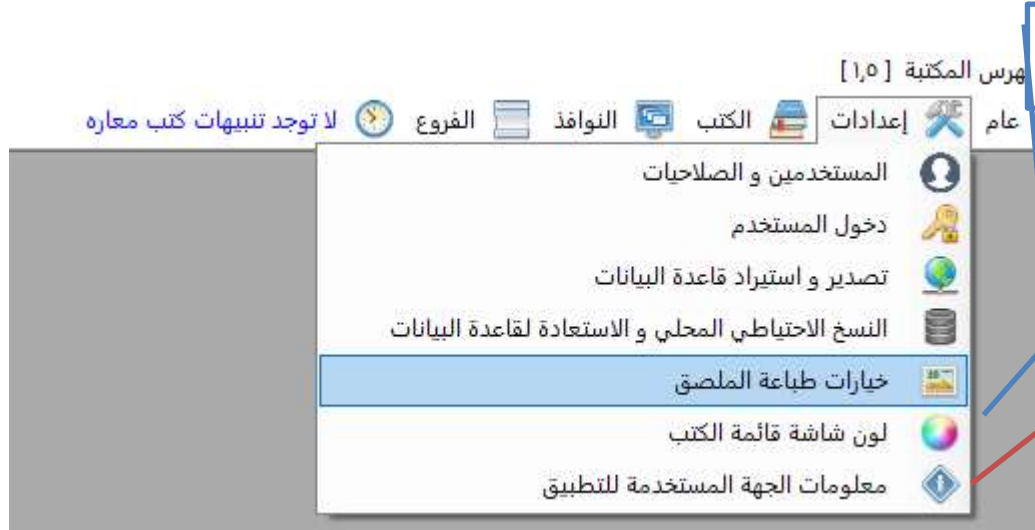 هرس المكتبة [ ١,٥ ]
عام إعدادات الكتب النوافذ الفروع لا توجد تنبيهات كتب معاره
المستخدمين و الصلاحيات
دخول المستخدم
تصدير و استيراد قاعدة البيانات
النسخ الاحتياطي المحلي و الاستعادة لقاعدة البيانات
خيارات طباعة الملصق
لون شاشة قائمة الكتب
معلومات الجهة المستخدمة للتطبيق